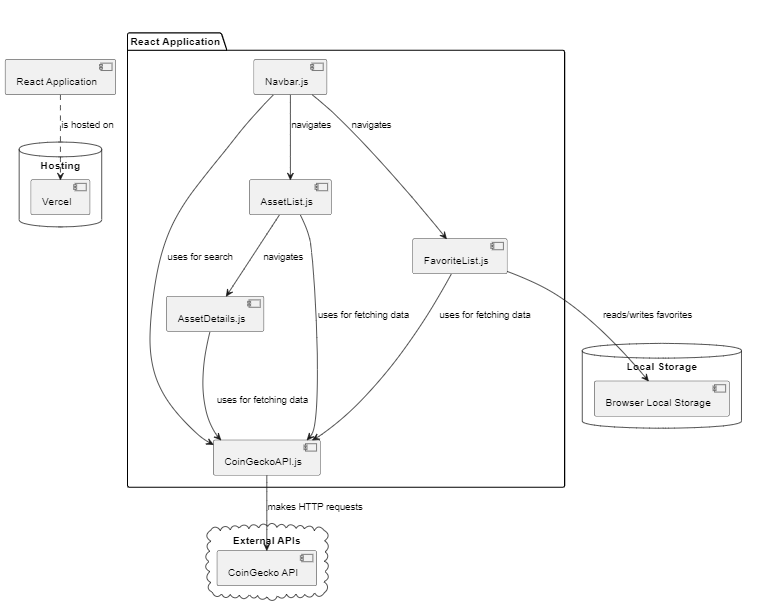 React Application
React Application
Navbar.js
is hosted on
navigates
navigates
Hosting
Vercel
AssetList.js
uses for search
navigates
FavoriteList.js
AssetDetails.js
uses for fetching data
uses for fetching data
reads/writes favorites
Local Storage
Browser Local Storage
uses for fetching data
CoinGeckoAPI.js
makes HTTP requests
External APIs
CoinGecko API